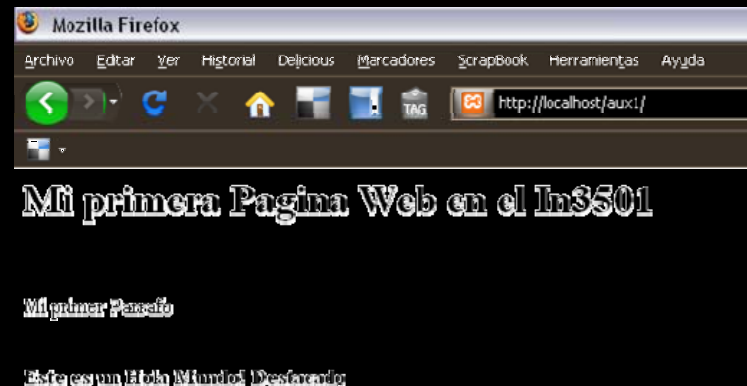 Mozilla Firefox
Archivo Editar Ver Historial Delicious Marcadores ScrapBook Herramientas Ayuda
TAG http://localhost/aux1/
Mi primera Pagina Web en el In3501
Mi primer Parrafo
Este es un Hola Mundo! Destacado